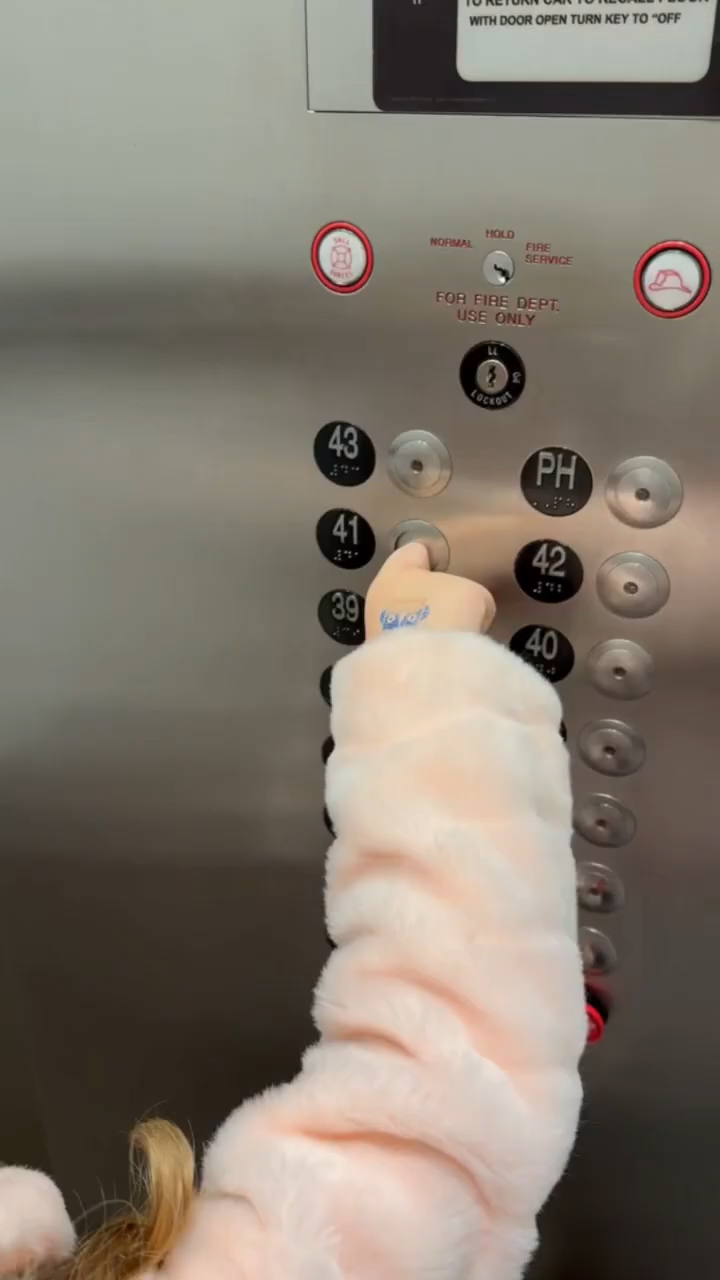 WITH DOOR OPEN TURN KEY TO "OFF
HOLD
NORMAL
FIRE
SERVICE
FOR FIRE DEPT.
USE ONLY
LL
LOCKOUT
43
PH
41
42
39
40